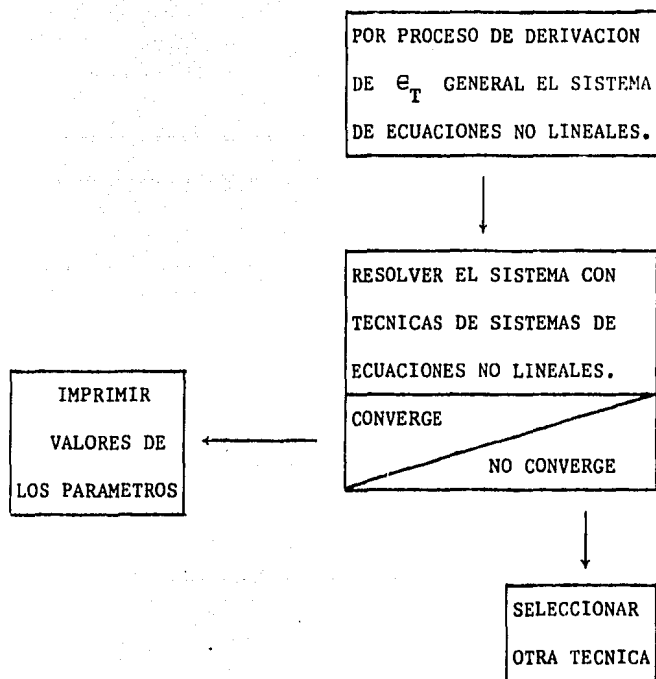 POR PROCESO DE DERIVACION
DE e_T GENERAL EL SISTEMA
DE ECUACIONES NO LINEALES.
RESOLVER EL SISTEMA CON
TECNICAS DE SISTEMAS DE
ECUACIONES NO LINEALES.
CONVERGE
NO CONVERGE
IMPRIMIR
VALORES DE
LOS PARAMETROS
SELECCIONAR
OTRA TECNICA